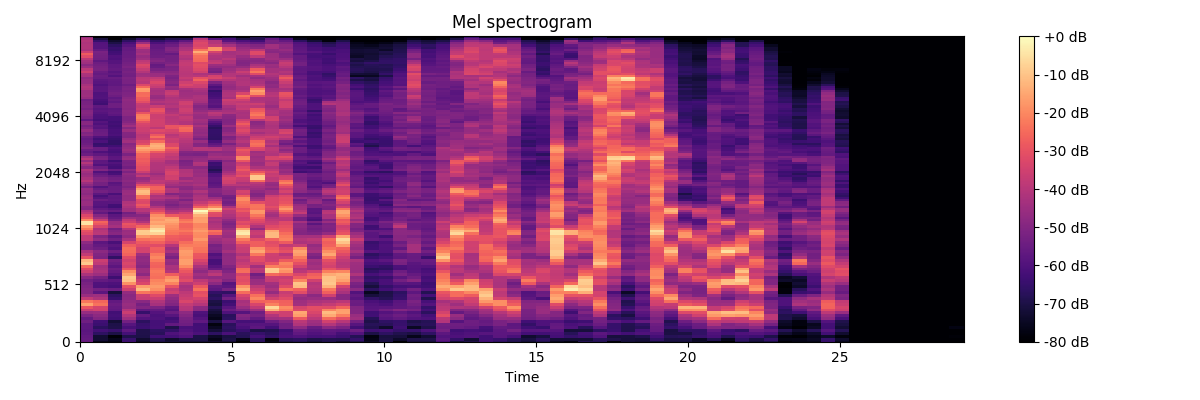 Mel spectrogram
+0 dB
8192
-10 dB
-20 dB
4096
-30 dB
Hz
2048
-40 dB
-50 dB
1024
-60 dB
512
-70 dB
0
-80 dB
0 5 10 15 20 25
Time